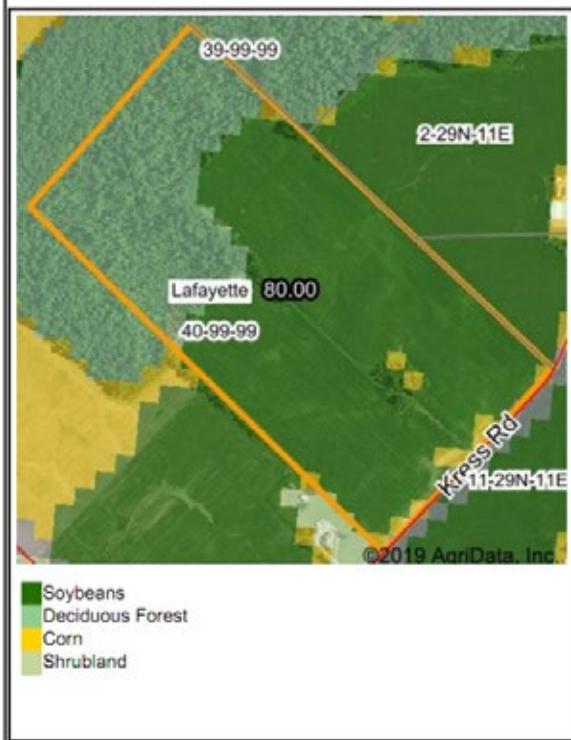 39-99-99
2-29N-11E
Lafayette 80.00
40-99-99
Kress Rd
11-29N-11E
©2019 AgriData, Inc.
Soybeans
Deciduous Forest
Corn
Shrubland